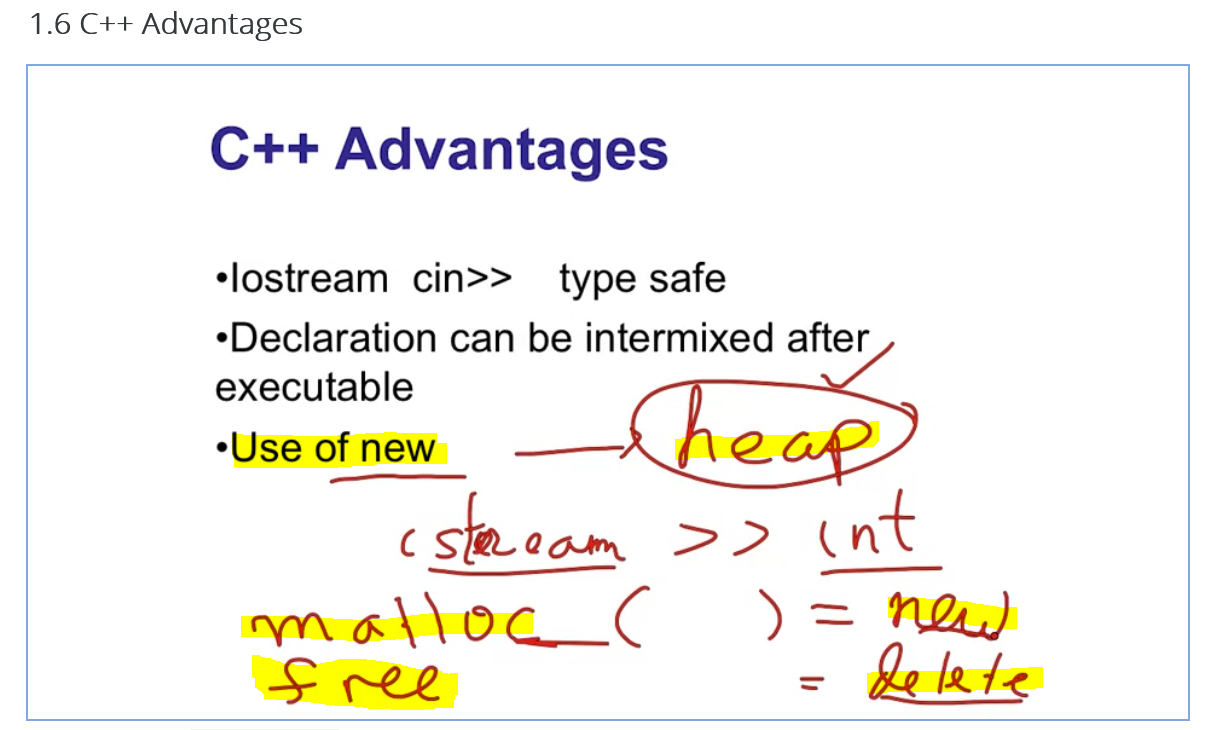 1.6 C++ Advantages
C++ Advantages
•Iostream cin>> type safe
•Declaration can be intermixed after
executable
•Use of new
heap
istream >> int
malloc_( ) = new
free = delete